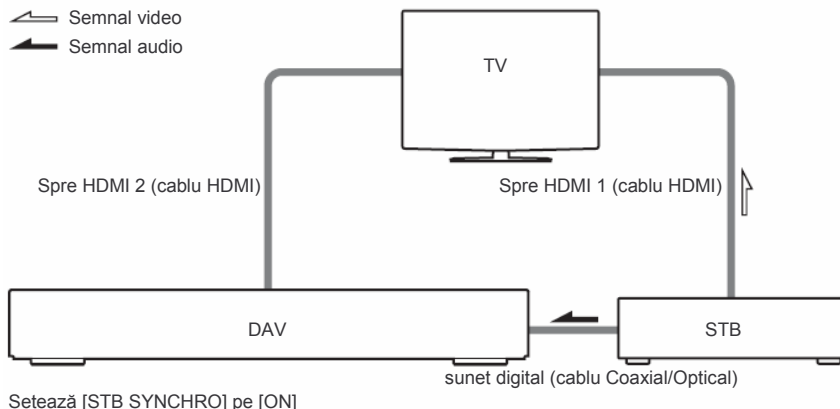 Semnal video
Semnal audio
TV
Spre HDMI 2 (cablu HDMI)
Spre HDMI 1 (cablu HDMI)
DAV
STB
sunet digital (cablu Coaxial/Optical)
Setează [STB SYNCHRO] pe [ON]